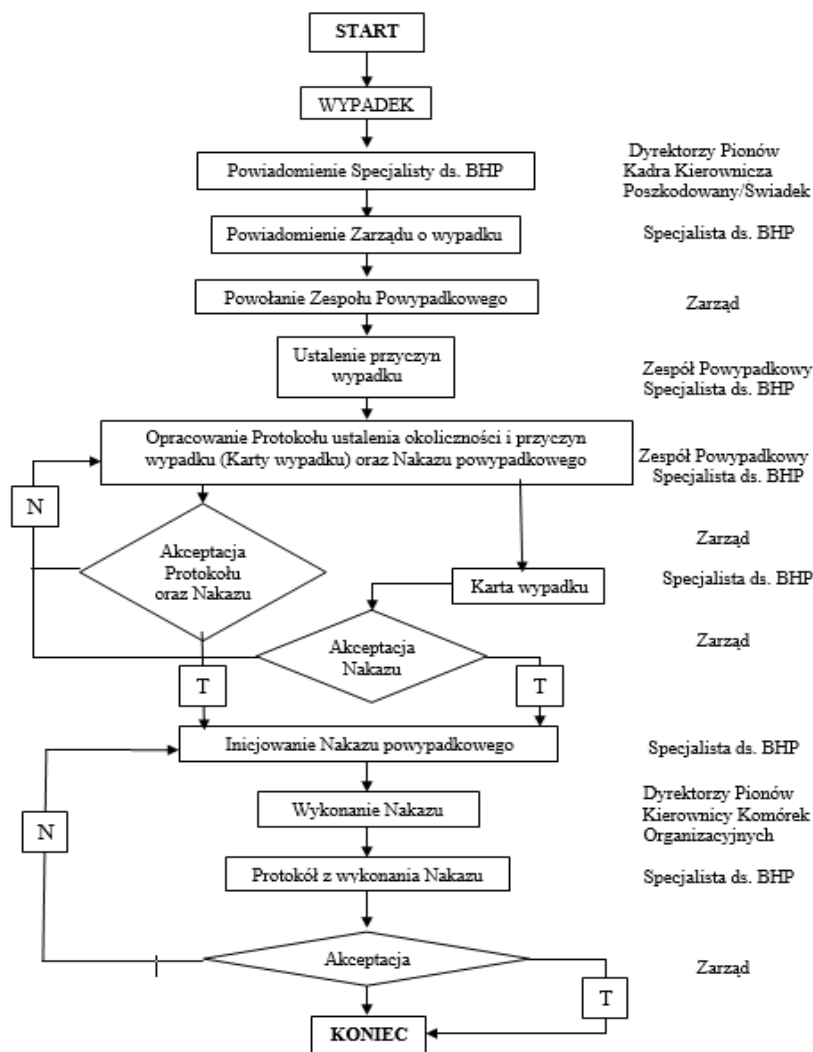 START
WYPADEK
Powiadomienie Specjalisty ds. BHP
Dyrektorzy Pionów
Kadra Kierownicza
Poszkodowany/Świadek
Powiadomienie Zarządu o wypadku
Specjalista ds. BHP
Powołanie Zespołu Powypadkowego
Zarząd
Ustalenie przyczyn
wypadku
Zespół Powypadkowy
Specjalista ds. BHP
Opracowanie Protokołu ustalenia okoliczności i przyczyn
wypadku (Karty wypadku) oraz Nakazu powypadkowego
Zespół Powypadkowy
Specjalista ds. BHP
N
Akceptacja
Protokołu
oraz Nakazu
Zarząd
Karta wypadku
Specjalista ds. BHP
Akceptacja
Nakazu
Zarząd
T
T
Inicjowanie Nakazu powypadkowego
Specjalista ds. BHP
N
Wykonanie Nakazu
Dyrektorzy Pionów
Kierownicy Komórek
Organizacyjnych
Protokół z wykonania Nakazu
Specjalista ds. BHP
Akceptacja
Zarząd
T
KONIEC